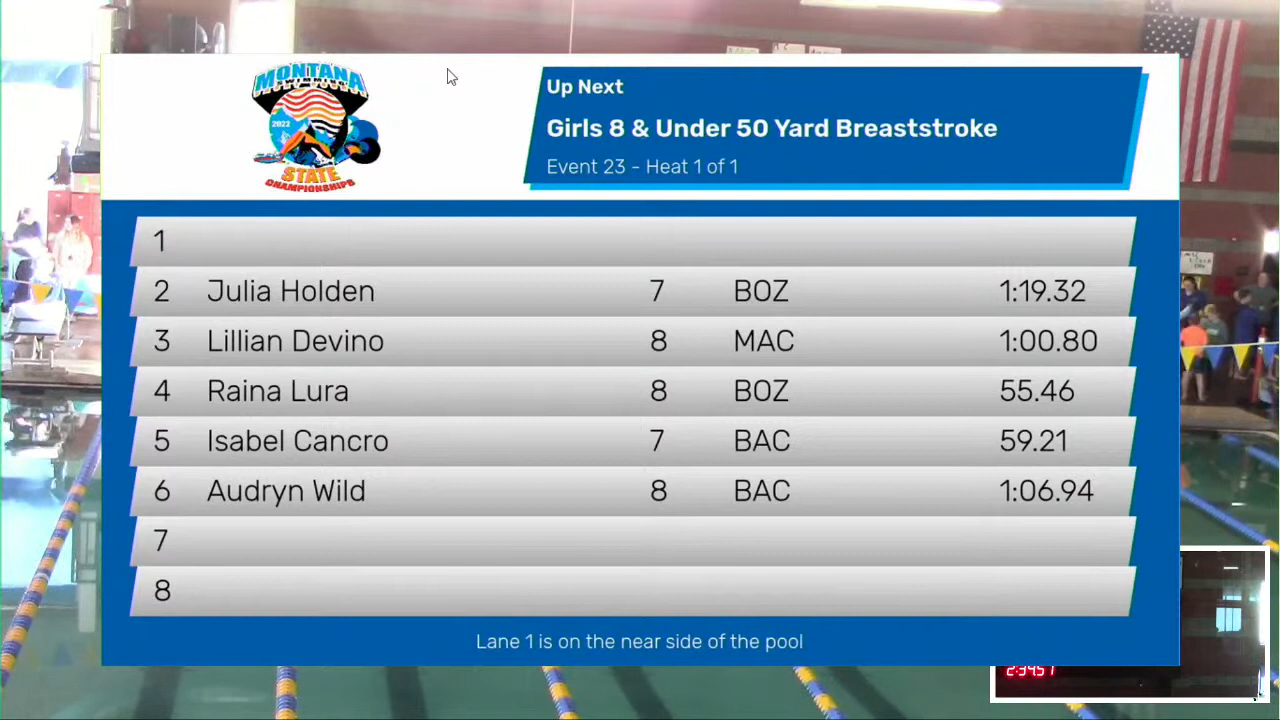 MONTANA
SWIMMING
2022
STATE
CHAMPIONSHIPS
Up Next
Girls 8 & Under 50 Yard Breaststroke
Event 23 - Heat 1 of 1
1
2 Julia Holden 7 BOZ 1:19.32
3 Lillian Devino 8 MAC 1:00.80
4 Raina Lura 8 BOZ 55.46
5 Isabel Cancro 7 BAC 59.21
6 Audryn Wild 8 BAC 1:06.94
7
8
Lane 1 is on the near side of the pool